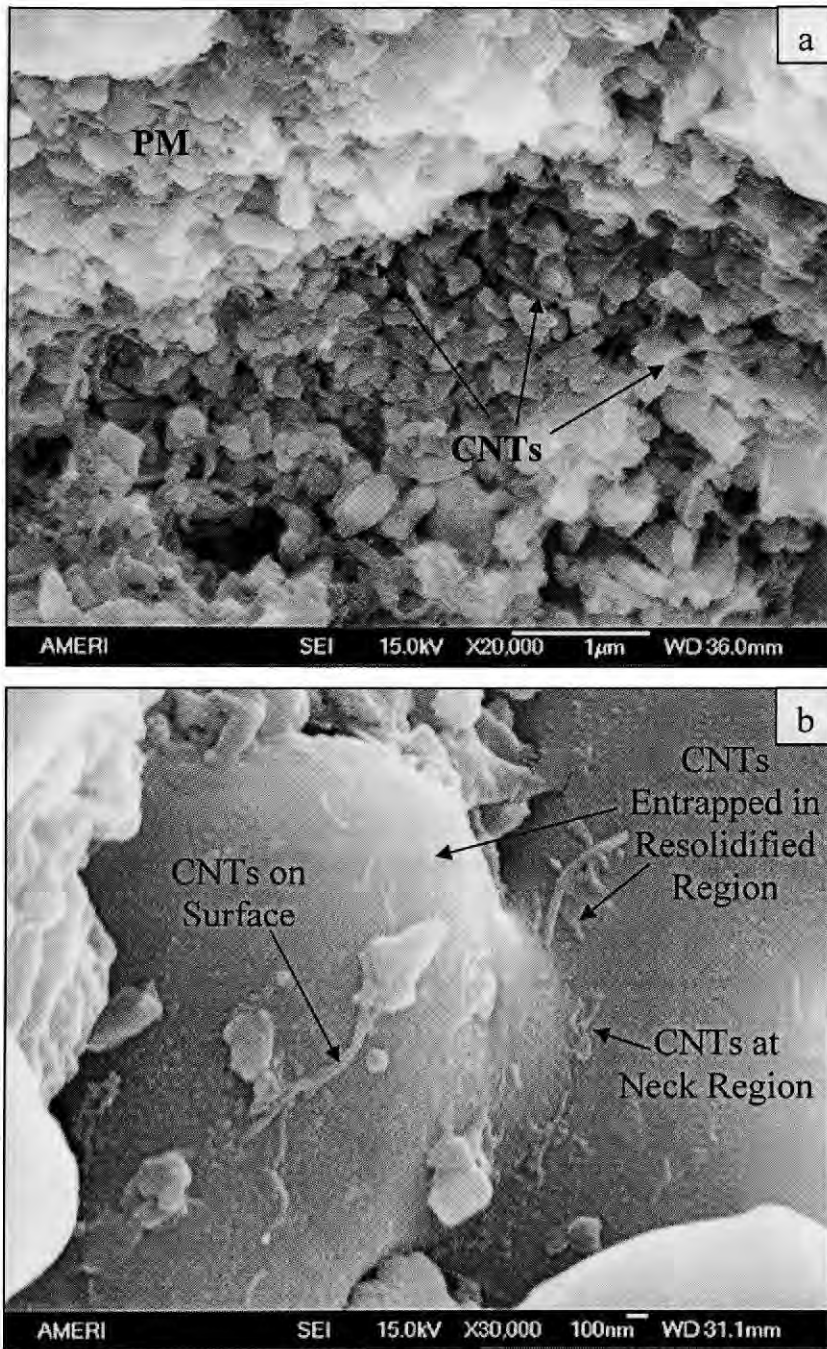 a
PM
CNTs
AMERI SEI 15.0kV X20,000 1μm WD 36.0mm
b
CNTs
Entrapped in
Resolidified
Region
CNTs on
Surface
CNTs at
Neck Region
AMERI SEI 15.0kV X30,000 100nm WD 31.1mm